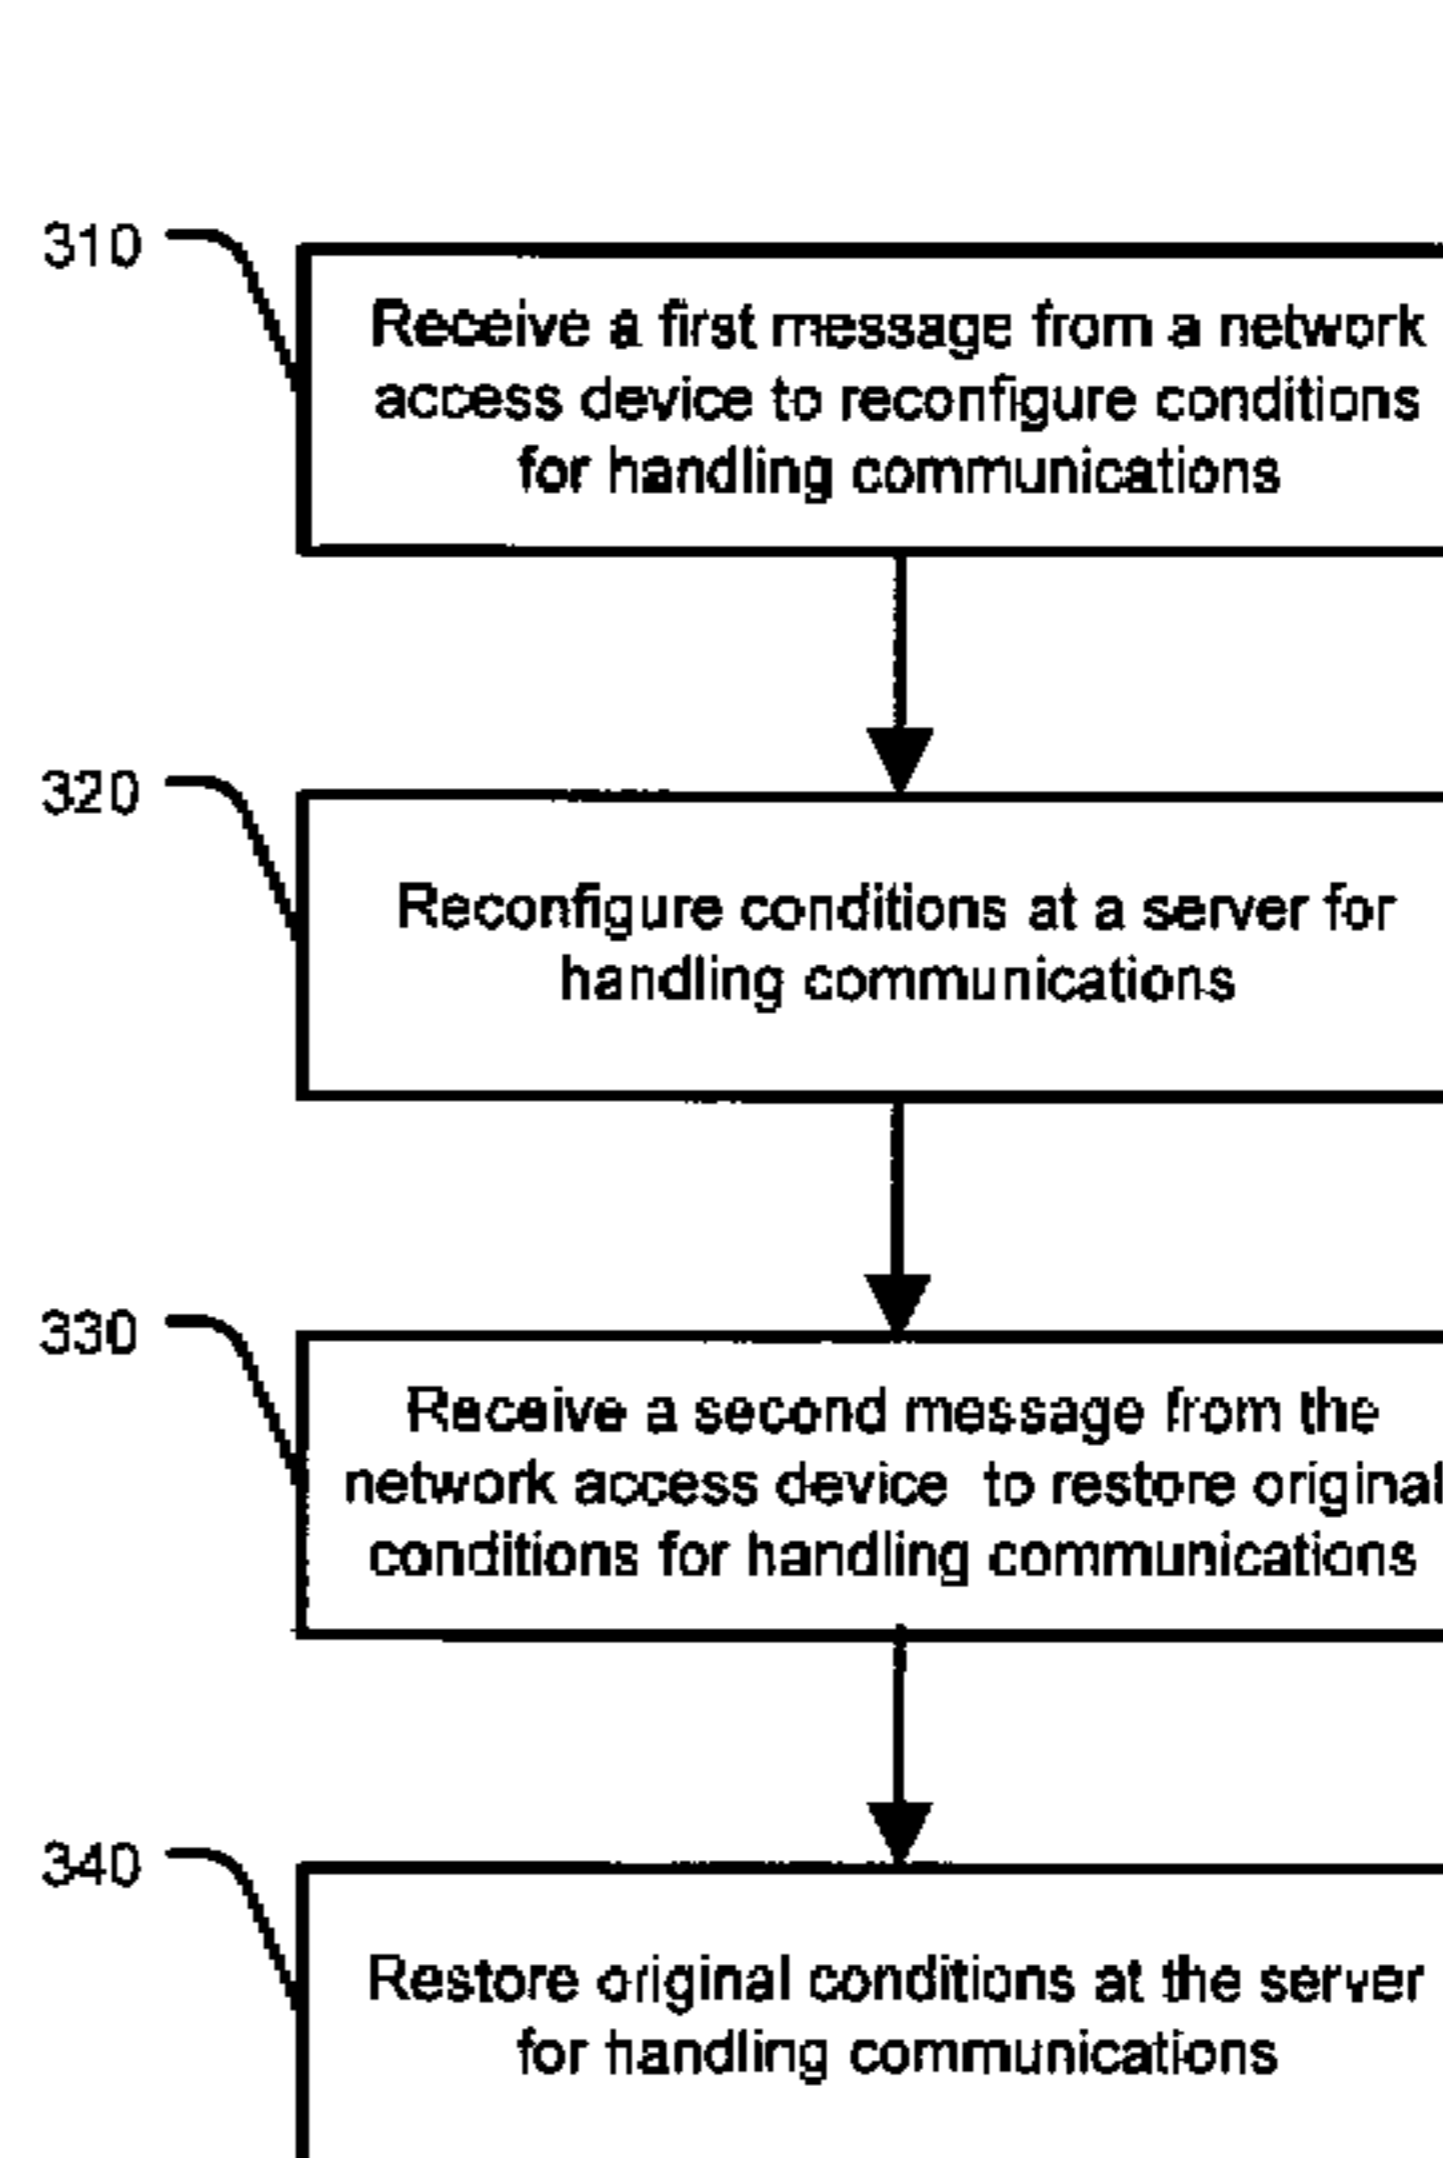 310
Receive a first message from a network
access device to reconfigure conditions
for handling communications
320
Reconfigure conditions at a server for
handling communications
330
Receive a second message from the
network access device to restore original
conditions for handling communications
340
Restore original conditions at the server
for handling communications